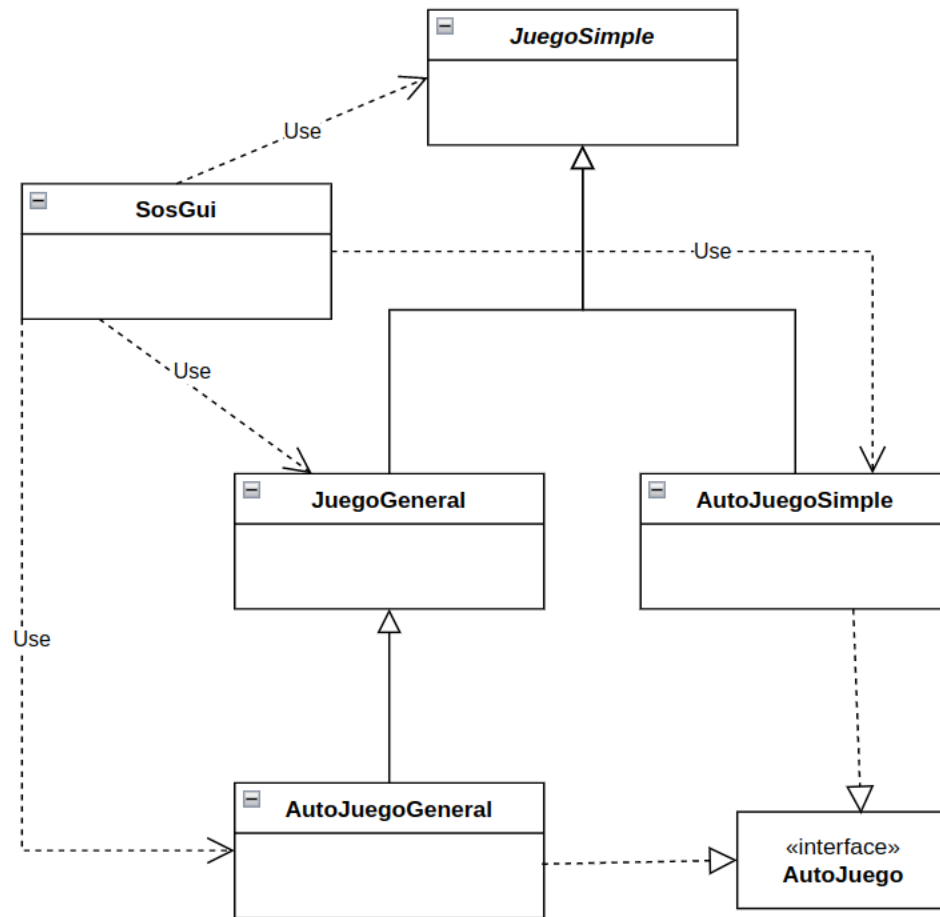 JuegoSimple
Use
SosGui
Use
Use
JuegoGeneral
AutoJuegoSimple
Use
AutoJuegoGeneral
«interface»
AutoJuego